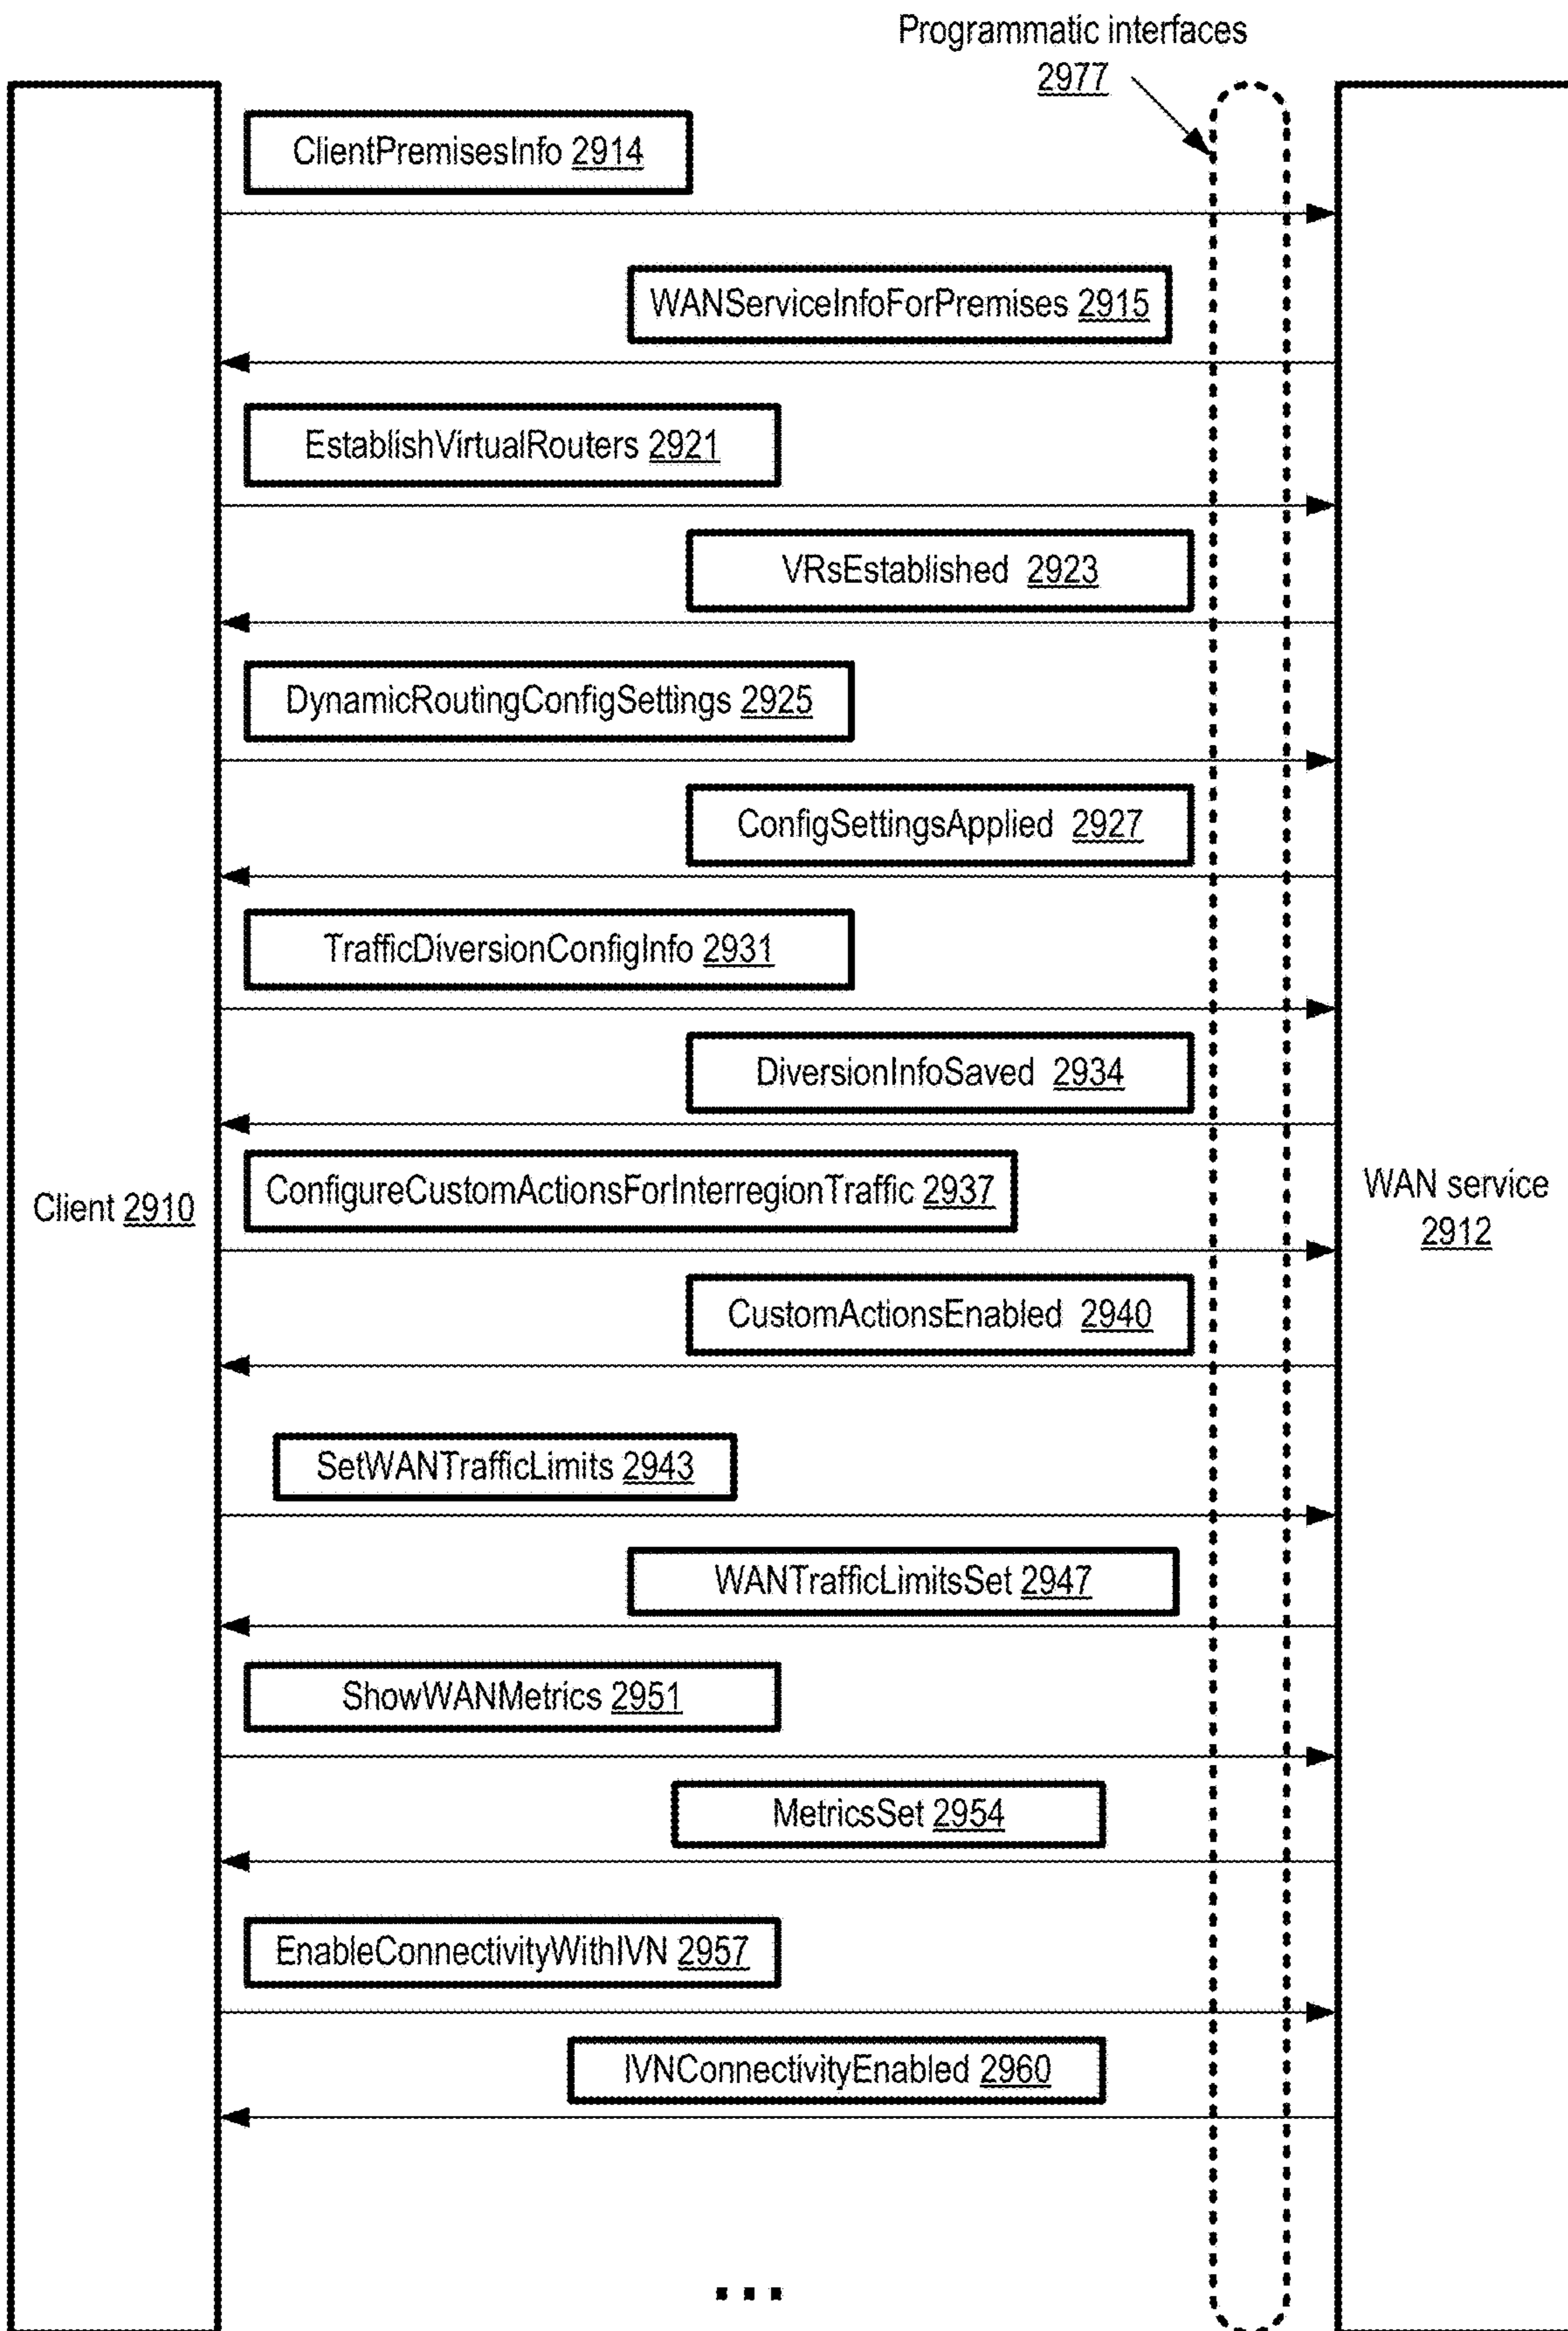 Programmatic interfaces
2977
ClientPremisesInfo 2914
WANServiceInfoForPremises 2915
EstablishVirtualRouters 2921
VRsEstablished 2923
DynamicRoutingConfigSettings 2925
ConfigSettingsApplied 2927
TrafficDiversionConfigInfo 2931
DiversionInfoSaved 2934
Client 2910
ConfigureCustomActionsForInterregionTraffic 2937
WAN service
2912
CustomActionsEnabled 2940
SetWANTrafficLimits 2943
WANTrafficLimitsSet 2947
ShowWANMetrics 2951
MetricsSet 2954
EnableConnectivityWithIVN 2957
IVNConnectivityEnabled 2960
...